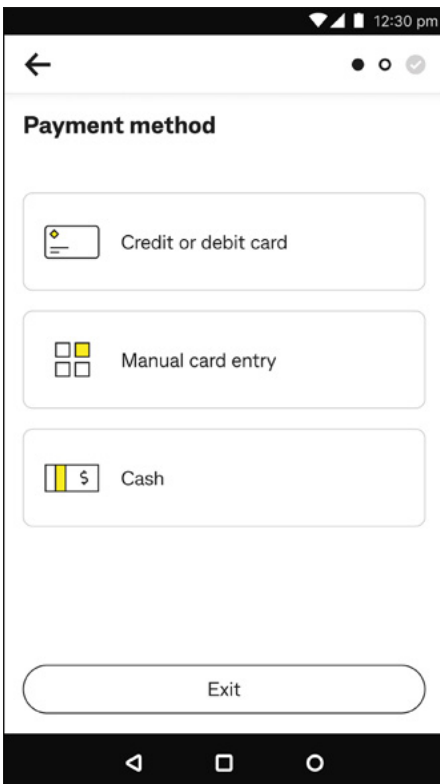 12:30 pm
Payment method
Credit or debit card
Manual card entry
$ Cash
Exit